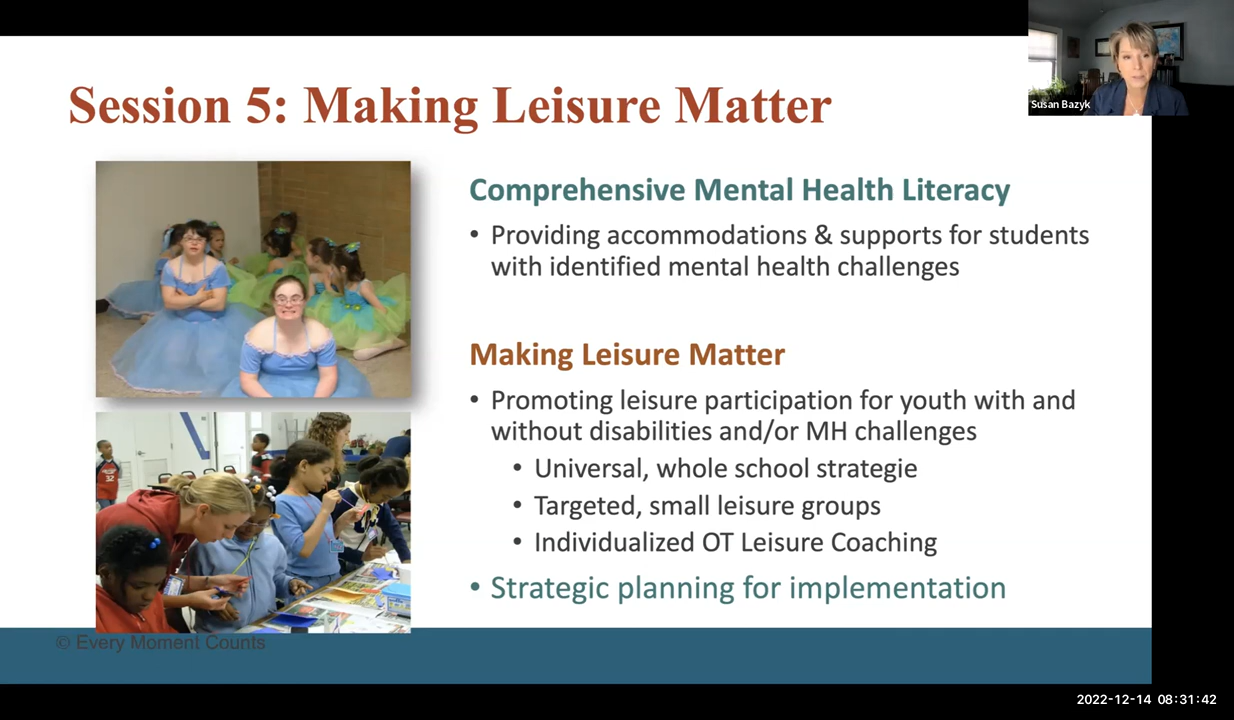 Session 5: Making Leisure Matter
Susan Bazyk
Comprehensive Mental Health Literacy
• Providing accommodations & supports for students
with identified mental health challenges
Making Leisure Matter
• Promoting leisure participation for youth with and
without disabilities and/or MH challenges
• Universal, whole school strategie
• Targeted, small leisure groups
• Individualized OT Leisure Coaching
• Strategic planning for implementation
32
© Every Moment Counts
2022-12-14 08:31:42